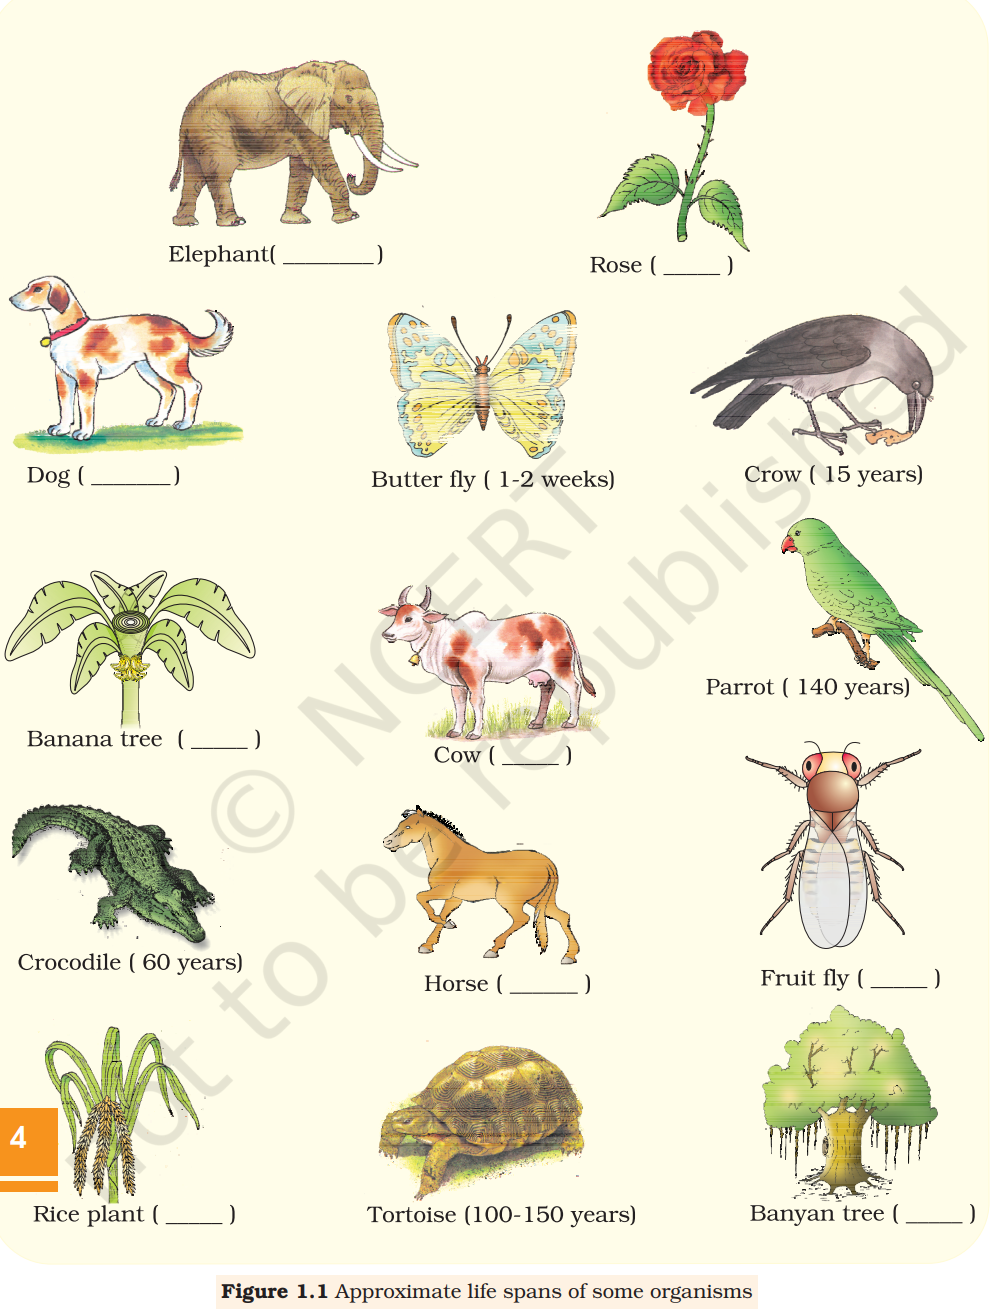 Elephant( ________ )
Rose ( _____ )
Dog ( _______ )
Butter fly ( 1-2 weeks)
Crow ( 15 years)
Parrot ( 140 years)
Banana tree ( _____ )
Cow ( _____ )
Crocodile ( 60 years)
Horse ( ______ )
Fruit fly ( _____ )
4
Rice plant ( _____ )
Tortoise (100-150 years)
Banyan tree ( _____ )
Figure 1.1 Approximate life spans of some organisms
© NCERT
not to be republished